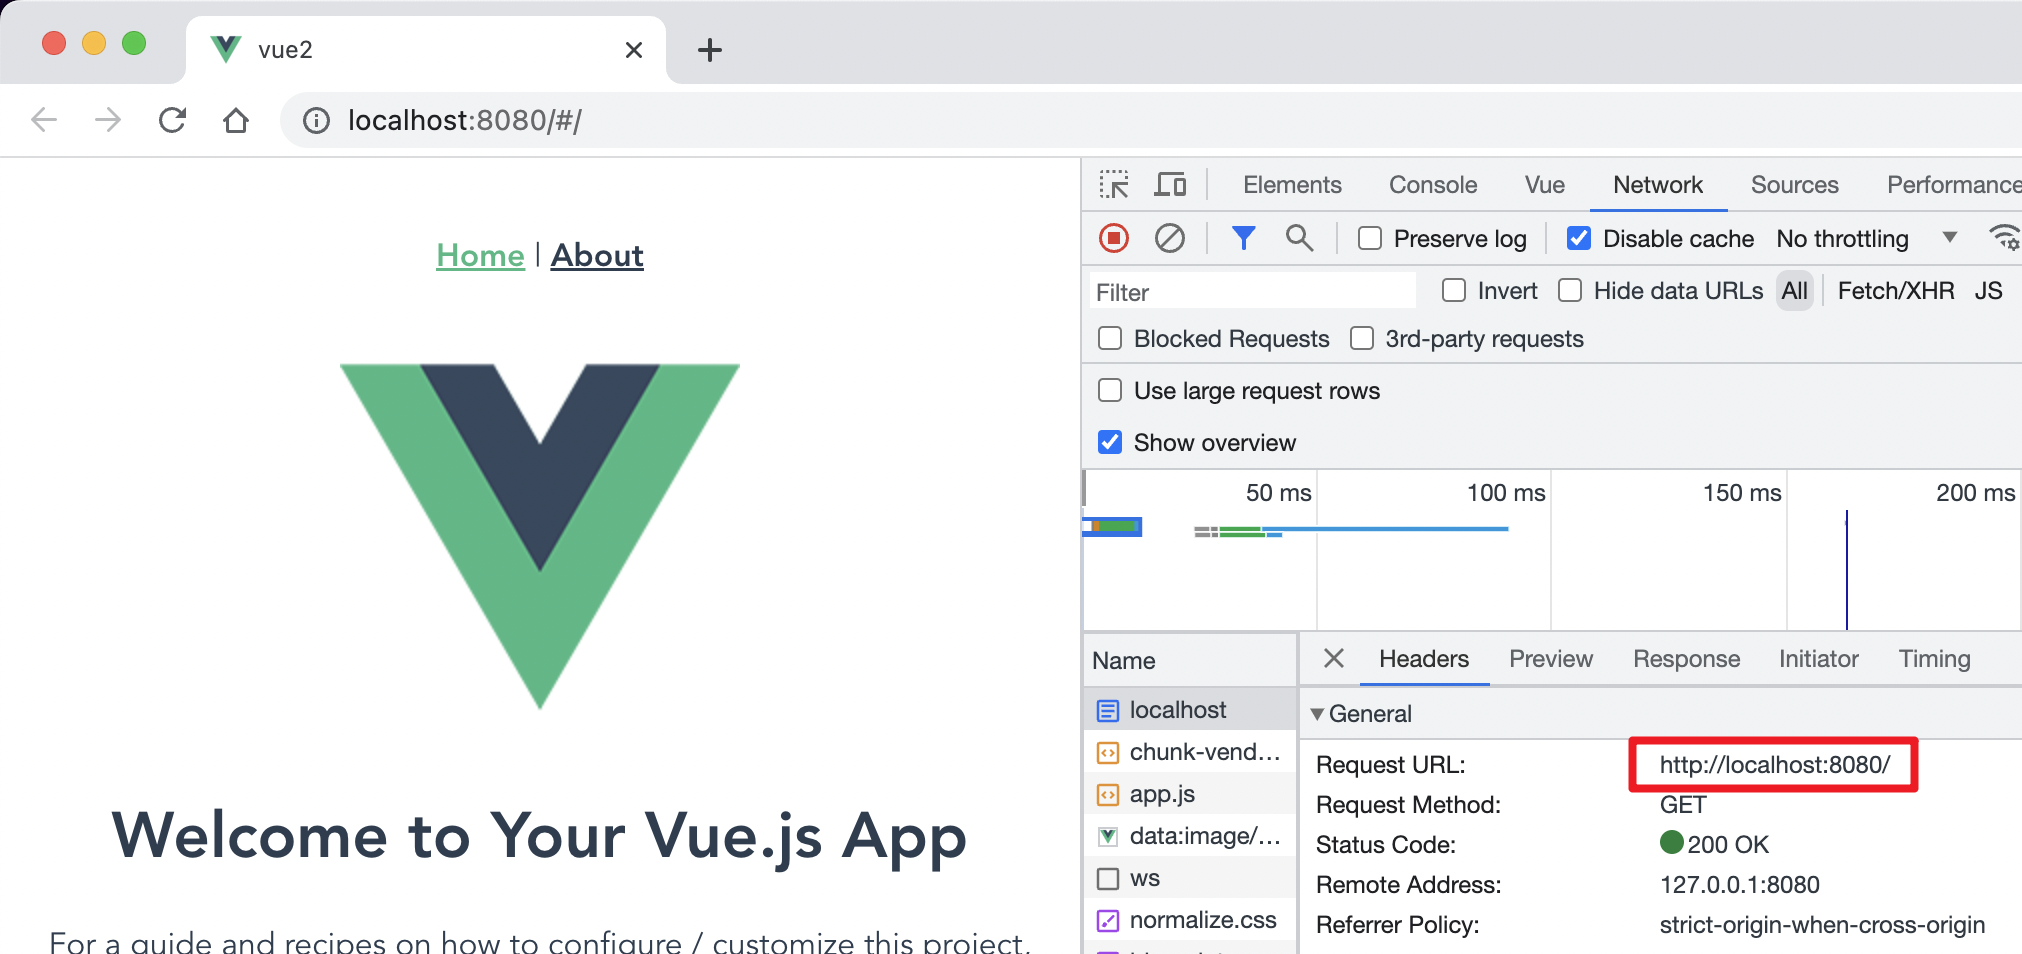 vue2
localhost:8080/#/
Elements Console Vue Network Sources Performance
Preserve log Disable cache No throttling
Filter Invert Hide data URLs All Fetch/XHR JS
Blocked Requests 3rd-party requests
Use large request rows
Show overview
50 ms 100 ms 150 ms 200 ms
Home | About
Welcome to Your Vue.js App
For a guide and recipes on how to configure / customize this project,
Name
localhost
chunk-vend...
app.js
data:image/...
ws
normalize.css
Headers Preview Response Initiator Timing
General
Request URL: http://localhost:8080/
Request Method: GET
Status Code: 200 OK
Remote Address: 127.0.0.1:8080
Referrer Policy: strict-origin-when-cross-origin